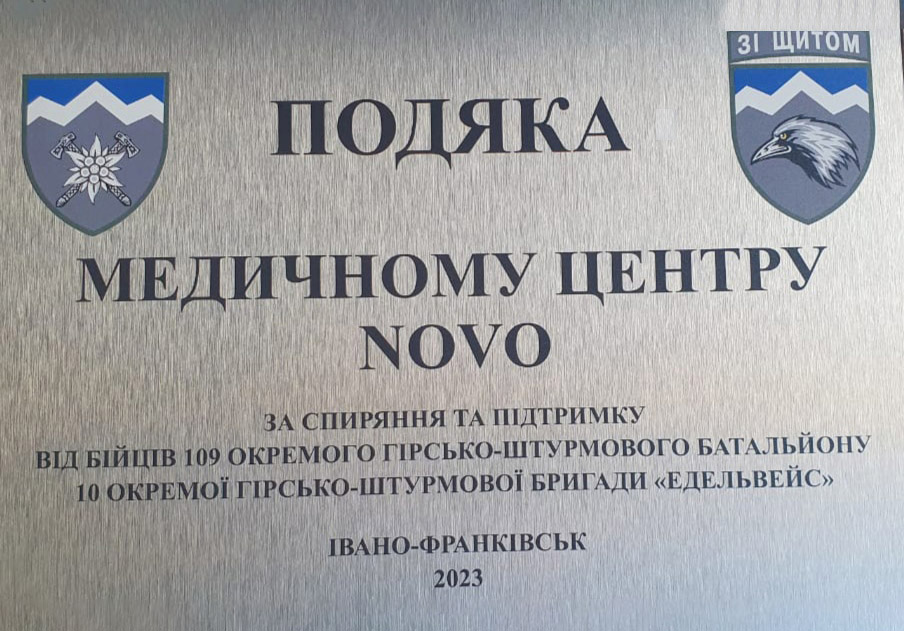 ЗІ ЩИТОМ
ПОДЯКА
МЕДИЧНОМУ ЦЕНТРУ
NOVO
ЗА СПИРЯННЯ ТА ПІДТРИМКУ
ВІД БІЙЦІВ 109 ОКРЕМОГО ГІРСЬКО-ШТУРМОВОГО БАТАЛЬЙОНУ
10 ОКРЕМОЇ ГІРСЬКО-ШТУРМОВОЇ БРИГАДИ «ЕДЕЛЬВЕЙС»
ІВАНО-ФРАНКІВСЬК
2023